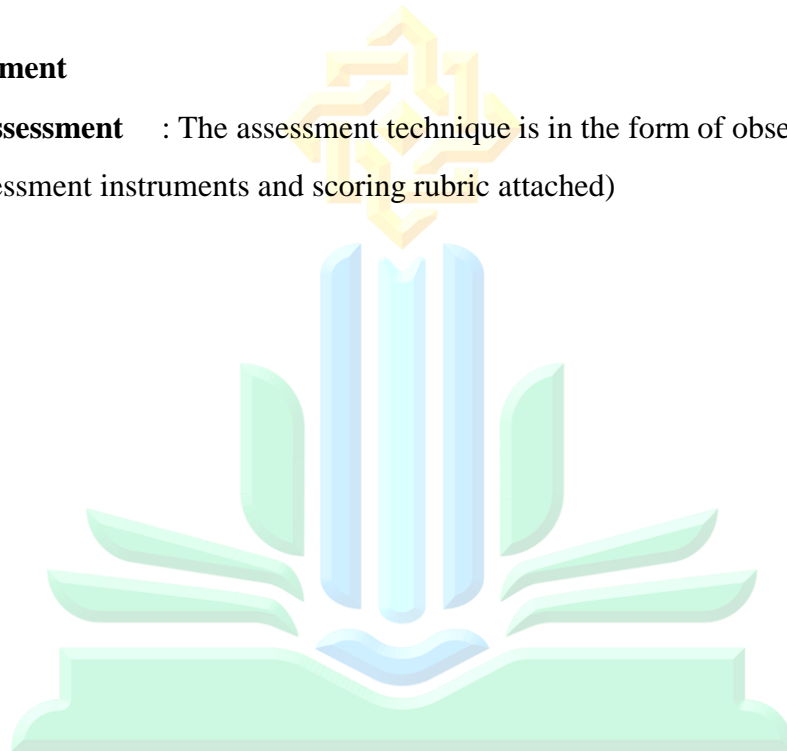 ment
ssessment : The assessment technique is in the form of obse
essment instruments and scoring rubric attached)